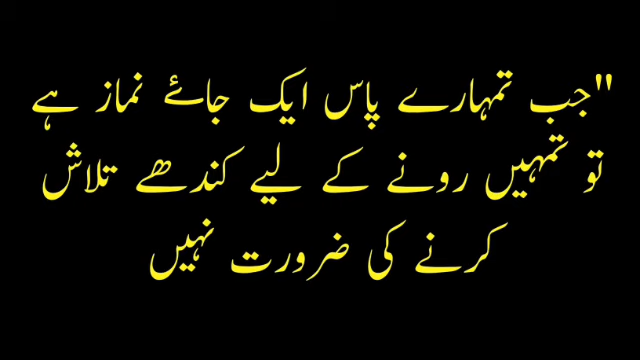 "جب تمہارے پاس ایک جائے نماز ہے
تو تمہیں رونے کے لیے کندھے تلاش
کرنے کی ضرورت نہیں